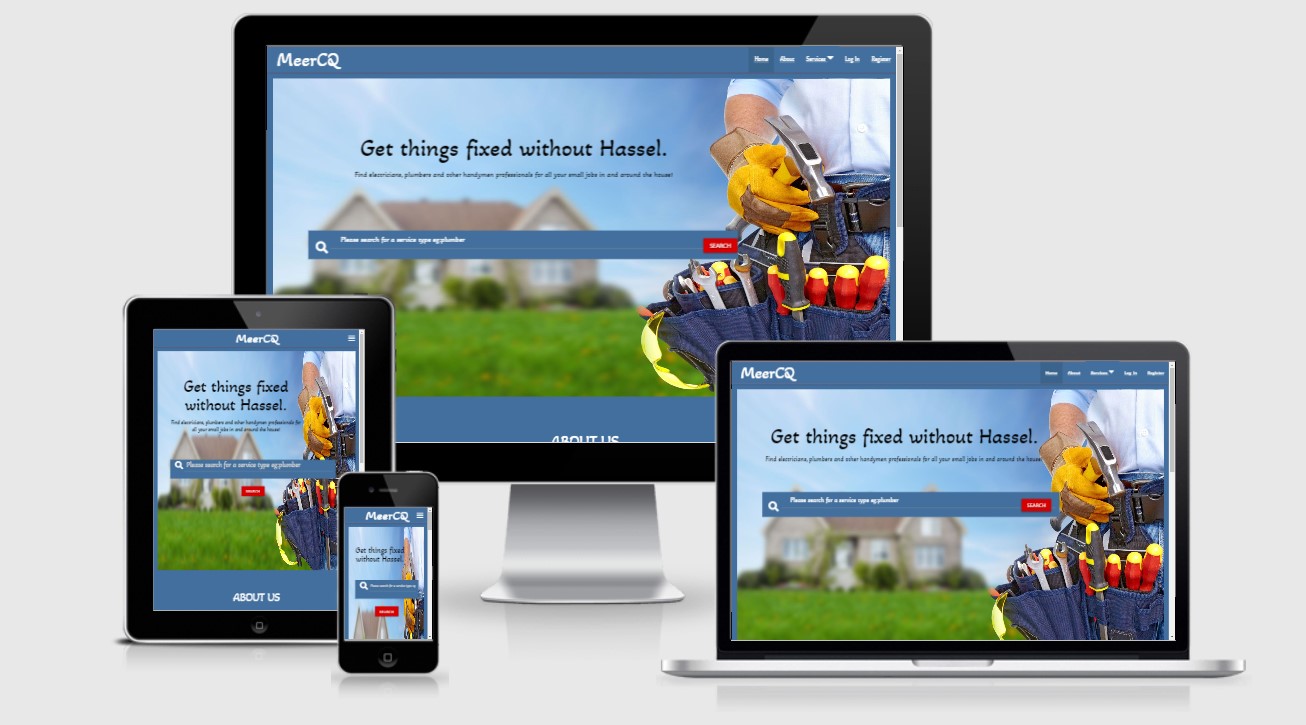 MeerCQ
Home About Services Log In Register
Get things fixed without Hassel.
Find electricians, plumbers and other handymen professionals for all your small jobs in and around the house!
Please search for a service type eg:plumber
SEARCH
ABOUT US
MeerCQ
Get things fixed
without Hassel.
Find electricians, plumbers and other handymen professionals for
all your small jobs in and around the house!
Please search for a service type eg:plumber
SEARCH
ABOUT US
MeerCQ
Get things fixed
without Hassel.
Please search for a service type eg
SEARCH
MeerCQ
Home About Services Log In Register
Get things fixed without Hassel.
Find electricians, plumbers and other handymen professionals for all your small jobs in and around the house
Please search for a service type eg:plumber
SEARCH